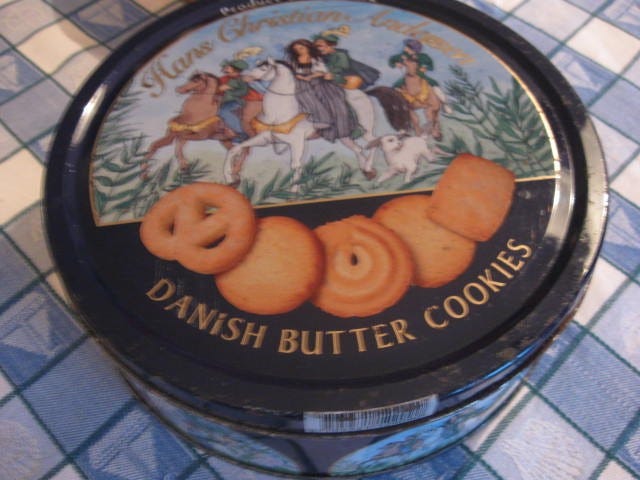 Hans Christian Andersen
DANiSH BUTTER COOKIES